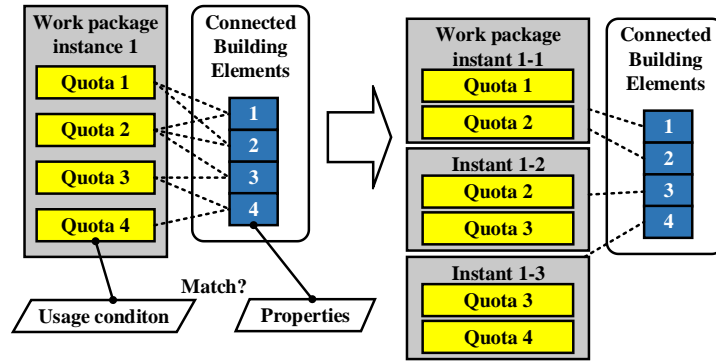 Work package
instance 1
Quota 1
Quota 2
Quota 3
Quota 4
Connected
Building
Elements
1
2
3
4
Match?
Usage conditon
Properties
Work package
instant 1-1
Quota 1
Quota 2
Instant 1-2
Quota 2
Quota 3
Instant 1-3
Quota 3
Quota 4
Connected
Building
Elements
1
2
3
4